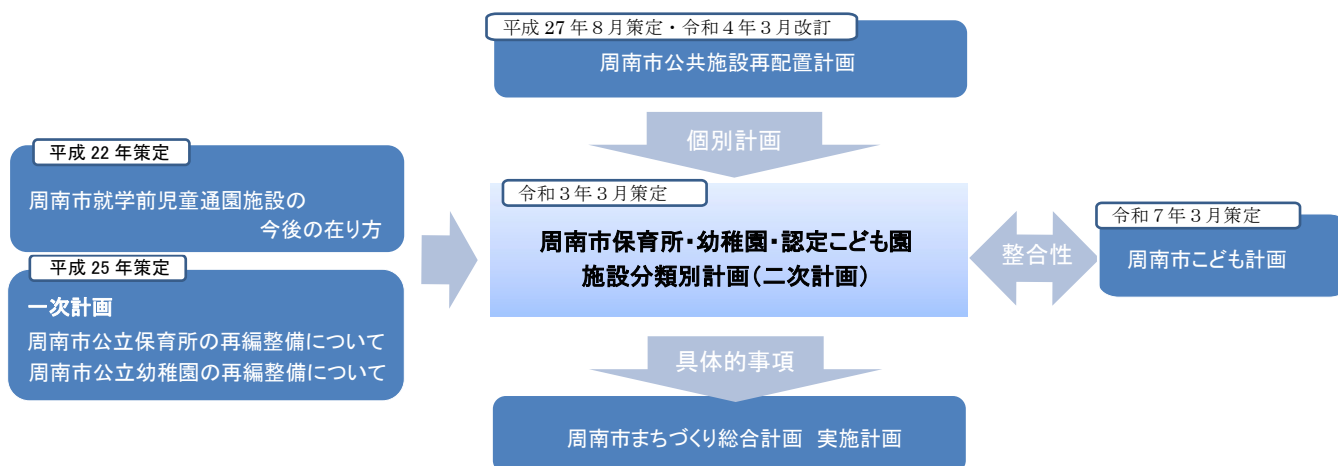 平成27年8月策定・令和4年3月改訂
周南市公共施設再配置計画
個別計画
平成22年策定
周南市就学前児童通園施設の
今後の在り方
平成25年策定
一次計画
周南市公立保育所の再編整備について
周南市公立幼稚園の再編整備について
令和3年3月策定
周南市保育所・幼稚園・認定こども園
施設分類別計画(二次計画)
整合性
令和7年3月策定
周南市こども計画
具体的事項
周南市まちづくり総合計画 実施計画